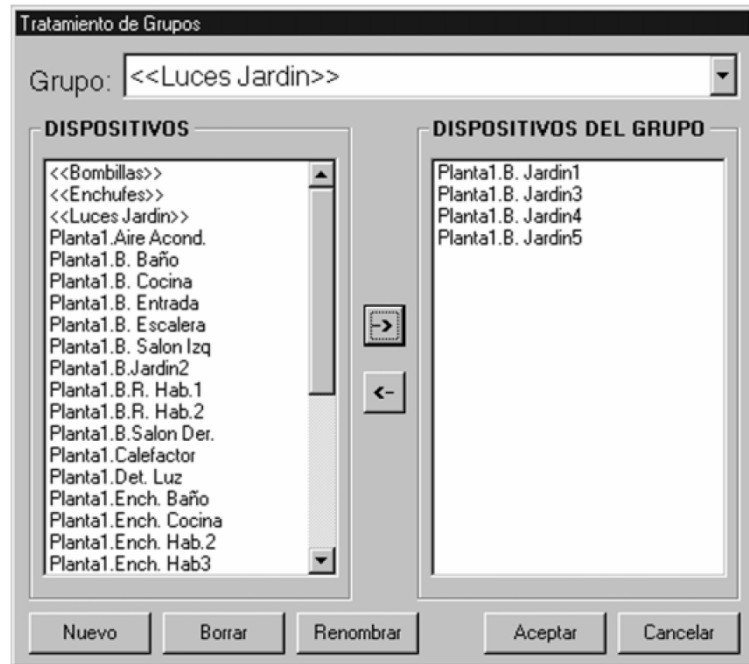 Tratamiento de Grupos
Grupo: <<Luces Jardin>>
DISPOSITIVOS
<<Bombillas>>
<<Enchufes>>
<<Luces Jardin>>
Planta1.Aire Acond.
Planta1.B. Baño
Planta1.B. Cocina
Planta1.B. Entrada
Planta1.B. Escalera
Planta1.B. Salon Izq
Planta1.B.Jardin2
Planta1.B.R. Hab.1
Planta1.B.R. Hab.2
Planta1.B.Salon Der.
Planta1.Calefactor
Planta1.Det. Luz
Planta1.Ench. Baño
Planta1.Ench. Cocina
Planta1.Ench. Hab.2
Planta1.Ench. Hab3
->
<-
DISPOSITIVOS DEL GRUPO
Planta1.B. Jardin1
Planta1.B. Jardin3
Planta1.B. Jardin4
Planta1.B. Jardin5
Nuevo Borrar Renombrar Aceptar Cancelar